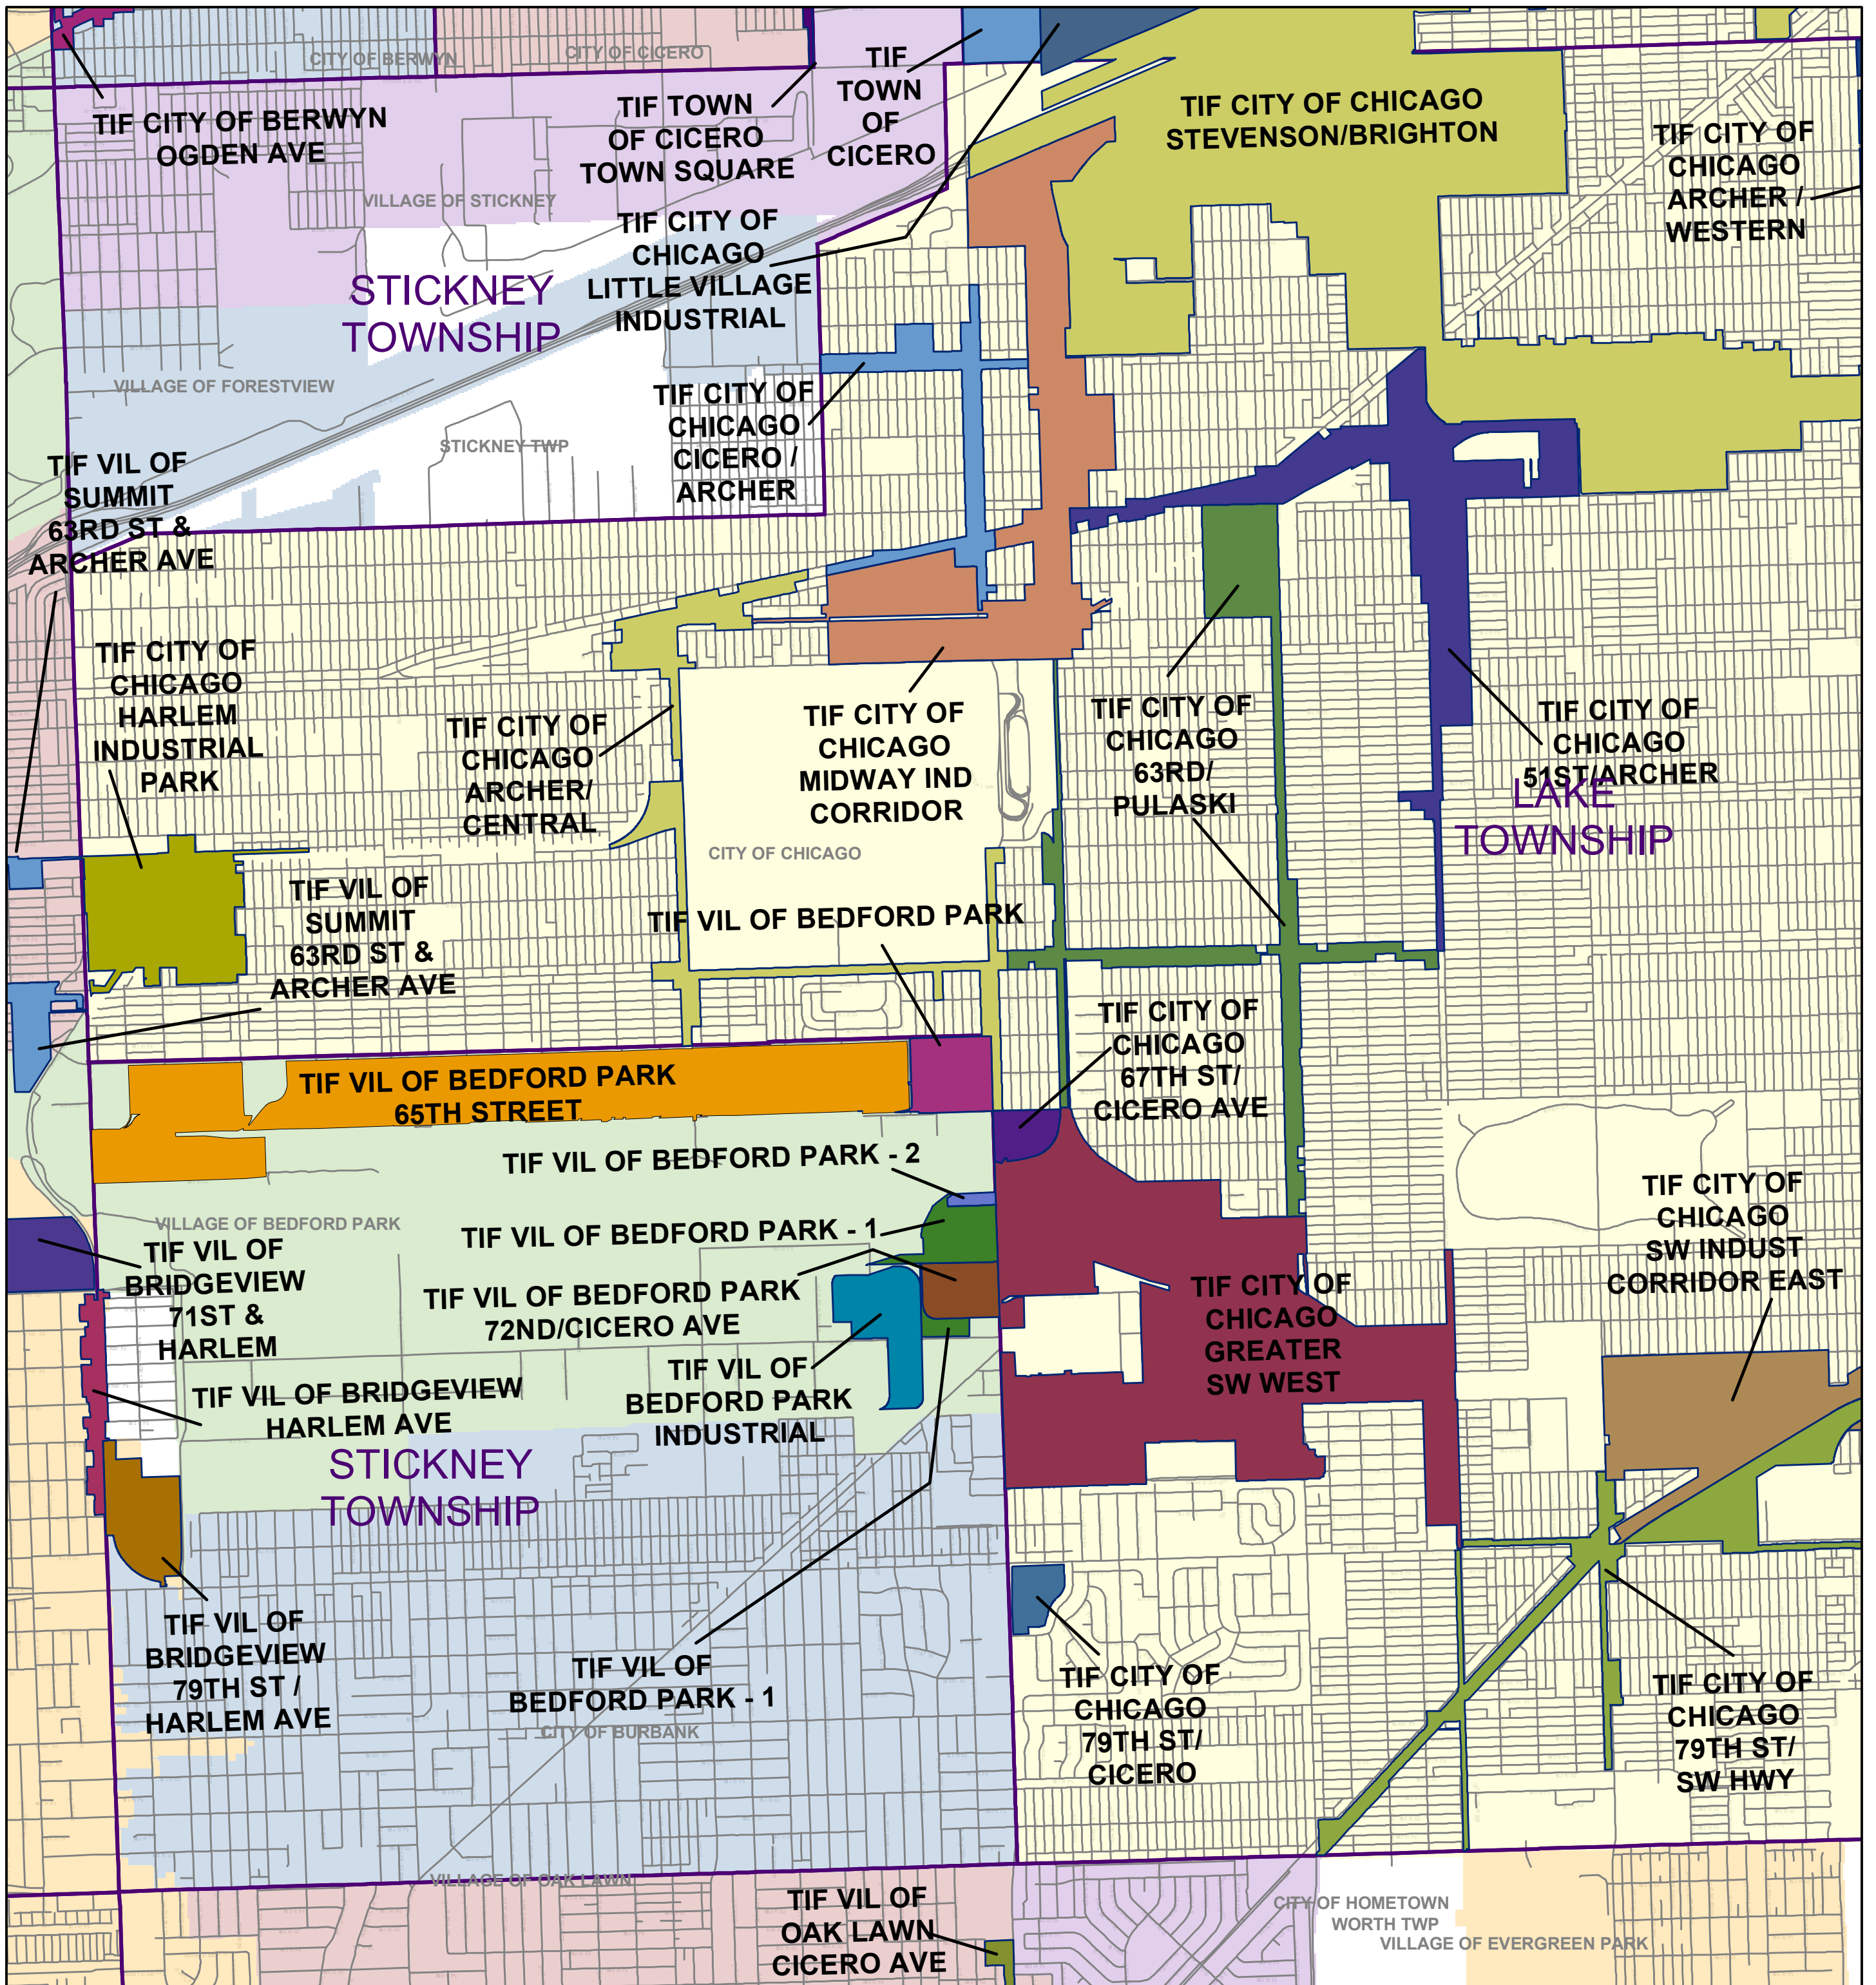 CITY OF BERWYN
CITY OF CICERO
TIF CITY OF BERWYN
OGDEN AVE
TIF TOWN
OF CICERO
TOWN SQUARE
TIF
TOWN
OF
CICERO
TIF CITY OF CHICAGO
STEVENSON/BRIGHTON
TIF CITY OF
CHICAGO
ARCHER /
WESTERN
VILLAGE OF STICKNEY
TIF CITY OF
CHICAGO
LITTLE VILLAGE
INDUSTRIAL
STICKNEY
TOWNSHIP
VILLAGE OF FORESTVIEW
STICKNEY TWP
TIF CITY OF
CHICAGO
CICERO /
ARCHER
TIF VIL OF
SUMMIT
63RD ST &
ARCHER AVE
TIF CITY OF
CHICAGO
HARLEM
INDUSTRIAL
PARK
TIF CITY OF
CHICAGO
ARCHER/
CENTRAL
TIF CITY OF
CHICAGO
MIDWAY IND
CORRIDOR
TIF CITY OF
CHICAGO
63RD/
PULASKI
TIF CITY OF
CHICAGO
51ST/ARCHER
LAKE
TOWNSHIP
CITY OF CHICAGO
TIF VIL OF
SUMMIT
63RD ST &
ARCHER AVE
TIF VIL OF BEDFORD PARK
TIF CITY OF
CHICAGO
67TH ST/
CICERO AVE
TIF VIL OF BEDFORD PARK
65TH STREET
TIF VIL OF BEDFORD PARK - 2
VILLAGE OF BEDFORD PARK
TIF VIL OF BEDFORD PARK - 1
TIF VIL OF
BRIDGEVIEW
71ST &
HARLEM
TIF VIL OF BEDFORD PARK
72ND/CICERO AVE
TIF CITY OF
CHICAGO
GREATER
SW WEST
TIF CITY OF
CHICAGO
SW INDUST
CORRIDOR EAST
TIF VIL OF BRIDGEVIEW
HARLEM AVE
TIF VIL OF
BEDFORD PARK
INDUSTRIAL
STICKNEY
TOWNSHIP
TIF VIL OF
BRIDGEVIEW
79TH ST /
HARLEM AVE
TIF VIL OF
BEDFORD PARK - 1
CITY OF BURBANK
TIF CITY OF
CHICAGO
79TH ST/
CICERO
TIF CITY OF
CHICAGO
79TH ST/
SW HWY
VILLAGE OF OAK LAWN
TIF VIL OF
OAK LAWN
CICERO AVE
CITY OF HOMETOWN
WORTH TWP
VILLAGE OF EVERGREEN PARK